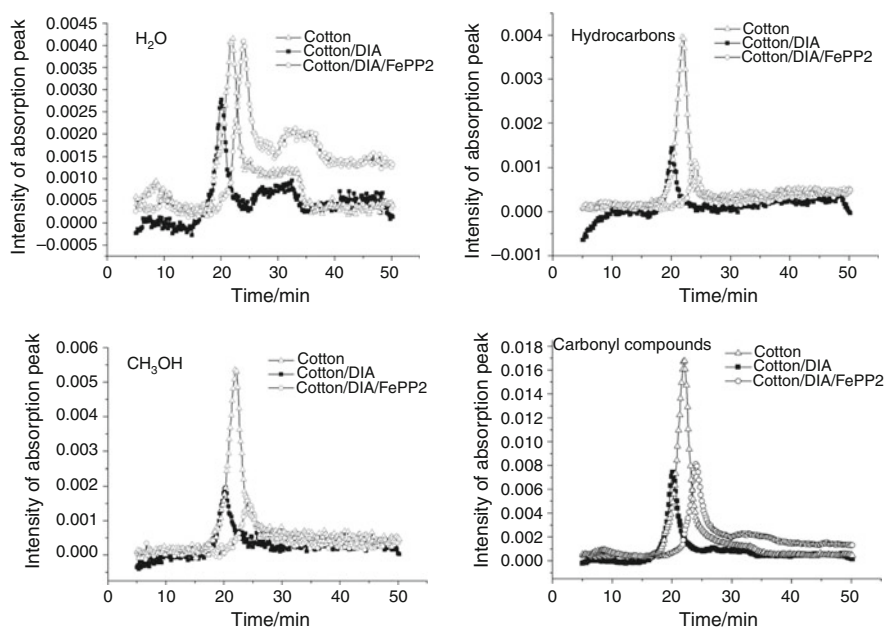 H2O
Cotton
Cotton/DIA
Cotton/DIA/FePP2
Intensity of absorption peak
0.0045
0.0040
0.0035
0.0030
0.0025
0.0020
0.0015
0.0010
0.0005
0.0000
−0.0005
0 10 20 30 40 50
Time/min
Hydrocarbons
Cotton
Cotton/DIA
Cotton/DIA/FePP2
Intensity of absorption peak
0.004
0.003
0.002
0.001
0.000
−0.001
0 10 20 30 40 50
Time/min
CH3OH
Cotton
Cotton/DIA
Cotton/DIA/FePP2
Intensity of absorption peak
0.006
0.005
0.004
0.003
0.002
0.001
0.000
0 10 20 30 40 50
Time/min
Carbonyl compounds
Cotton
Cotton/DIA
Cotton/DIA/FePP2
Intensity of absorption peak
0.018
0.016
0.014
0.012
0.010
0.008
0.006
0.004
0.002
0.000
0 10 20 30 40 50
Time/min